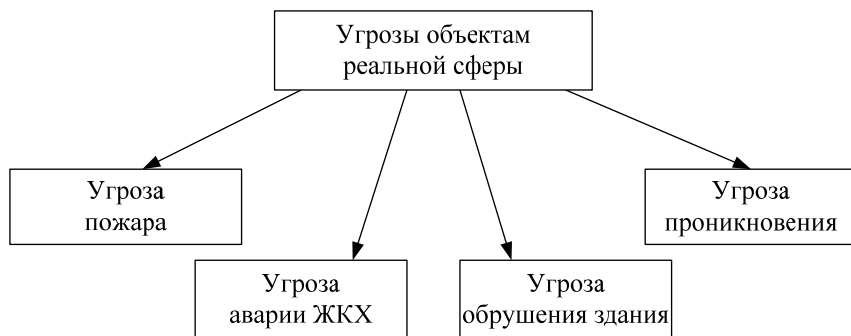 Угрозы объектам
реальной сферы
Угроза
пожара
Угроза
проникновения
Угроза
аварии ЖКХ
Угроза
обрушения здания